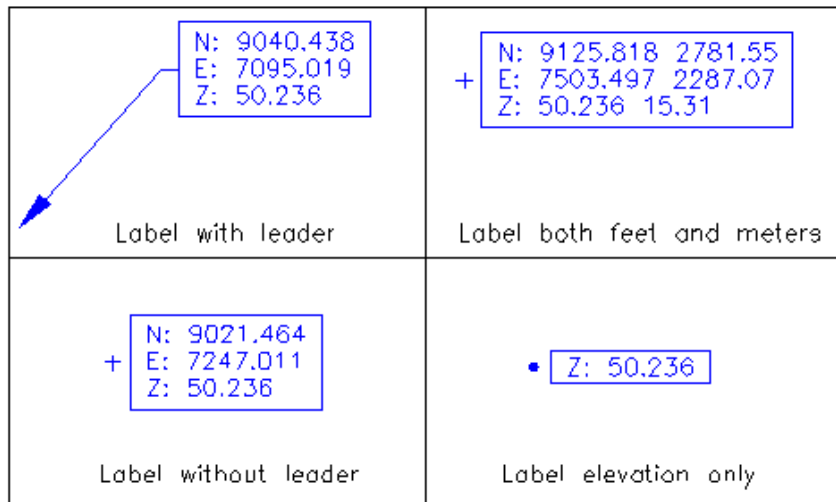 N: 9040.438
E: 7095.019
Z: 50.236
Label with leader
N: 9125.818 2781.55
E: 7503.497 2287.07
Z: 50.236 15.31
Label both feet and meters
N: 9021.464
E: 7247.011
Z: 50.236
Label without leader
Z: 50.236
Label elevation only